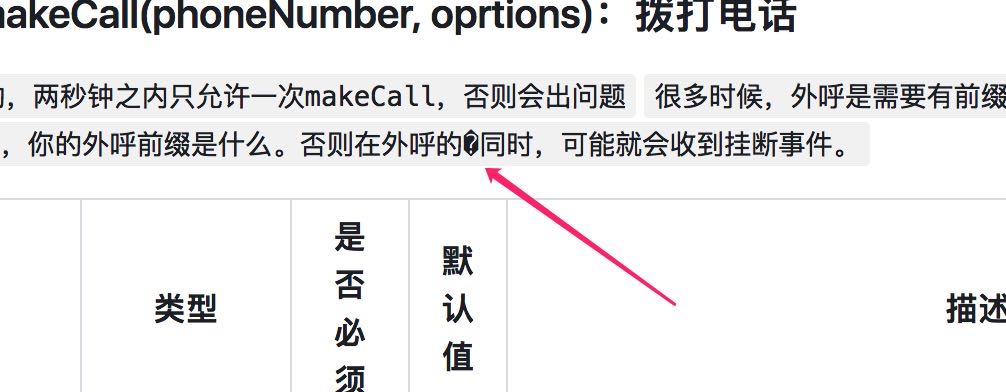 makeCall(phoneNumber, oprtions)：拨打电话
，两秒钟之内只允许一次makeCall，否则会出问题 很多时候，外呼是需要有前缀
，你的外呼前缀是什么。否则在外呼的�同时，可能就会收到挂断事件。
类型 是否必须 默认值 描述